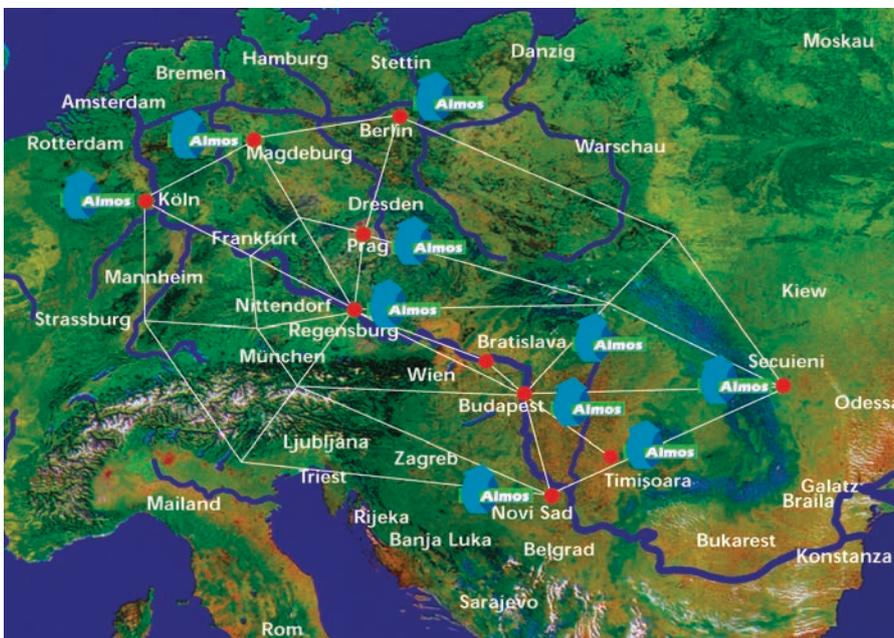 Hamburg
Danzig
Moskau
Stettin
Bremen
Amsterdam
Almos
Rotterdam
Almos
Berlin
Magdeburg
Warschau
Almos
Köln
Dresden
Frankfurt
Prag
Almos
Mannheim
Kiew
Nittendorf
Almos
Strassburg
Regensburg
Bratislava
Almos
München
Wien
Secuieni
Almos
Budapest
Almos
Odessa
Ljubljana
Zagreb
Almos
Triest
Timişoara
Galatz
Almos
Mailand
Novi Sad
Braila
Rijeka
Banja Luka
Belgrad
Bukarest
Konstanza
Sarajevo
Rom